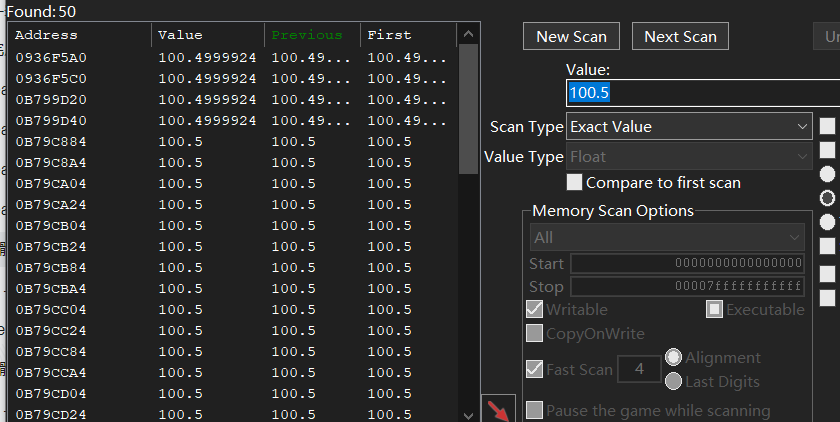 Found: 50
Address Value Previous First
0936F5A0 100.4999924 100.49... 100.49...
0936F5C0 100.4999924 100.49... 100.49...
0B799D20 100.4999924 100.49... 100.49...
0B799D40 100.4999924 100.49... 100.49...
0B79C884 100.5 100.5 100.5
0B79C8A4 100.5 100.5 100.5
0B79CA04 100.5 100.5 100.5
0B79CA24 100.5 100.5 100.5
0B79CB04 100.5 100.5 100.5
0B79CB24 100.5 100.5 100.5
0B79CB84 100.5 100.5 100.5
0B79CBA4 100.5 100.5 100.5
0B79CC04 100.5 100.5 100.5
0B79CC24 100.5 100.5 100.5
0B79CC84 100.5 100.5 100.5
0B79CCA4 100.5 100.5 100.5
0B79CD04 100.5 100.5 100.5
0B79CD24 100.5 100.5 100.5
New Scan Next Scan Un
Value:
100.5
Scan Type Exact Value
Value Type Float
Compare to first scan
Memory Scan Options
All
Start 0000000000000000
Stop 00007fffffffffff
Writable Executable
CopyOnWrite
Fast Scan 4 Alignment
Last Digits
Pause the game while scanning